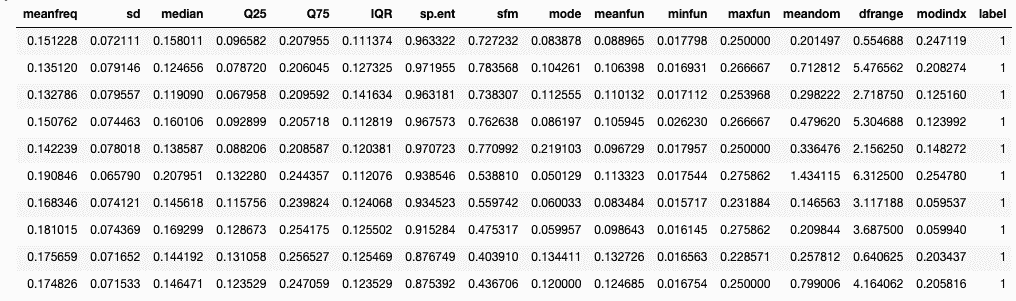 meanfreq sd median Q25 Q75 IQR sp.ent sfm mode meanfun minfun maxfun meandom dfrange modindx label
0.151228 0.072111 0.158011 0.096582 0.207955 0.111374 0.963322 0.727232 0.083878 0.088965 0.017798 0.250000 0.201497 0.554688 0.247119 1
0.135120 0.079146 0.124656 0.078720 0.206045 0.127325 0.971955 0.783568 0.104261 0.106398 0.016931 0.266667 0.712812 5.476562 0.208274 1
0.132786 0.079557 0.119090 0.067958 0.209592 0.141634 0.963181 0.738307 0.112555 0.110132 0.017112 0.253968 0.298222 2.718750 0.125160 1
0.150762 0.074463 0.160106 0.092899 0.205718 0.112819 0.967573 0.762638 0.086197 0.105945 0.026230 0.266667 0.479620 5.304688 0.123992 1
0.142239 0.078018 0.138587 0.088206 0.208587 0.120381 0.970723 0.770992 0.219103 0.096729 0.017957 0.250000 0.336476 2.156250 0.148272 1
0.190846 0.065790 0.207951 0.132280 0.244357 0.112076 0.938546 0.538810 0.050129 0.113323 0.017544 0.275862 1.434115 6.312500 0.254780 1
0.168346 0.074121 0.145618 0.115756 0.239824 0.124068 0.934523 0.559742 0.060033 0.083484 0.015717 0.231884 0.146563 3.117188 0.059537 1
0.181015 0.074369 0.169299 0.128673 0.254175 0.125502 0.915284 0.475317 0.059957 0.098643 0.016145 0.275862 0.209844 3.687500 0.059940 1
0.175659 0.071652 0.144192 0.131058 0.256527 0.125469 0.876749 0.403910 0.134411 0.132726 0.016563 0.228571 0.257812 0.640625 0.203437 1
0.174826 0.071533 0.146471 0.123529 0.247059 0.123529 0.875392 0.436706 0.120000 0.124685 0.016754 0.250000 0.799006 4.164062 0.205816 1